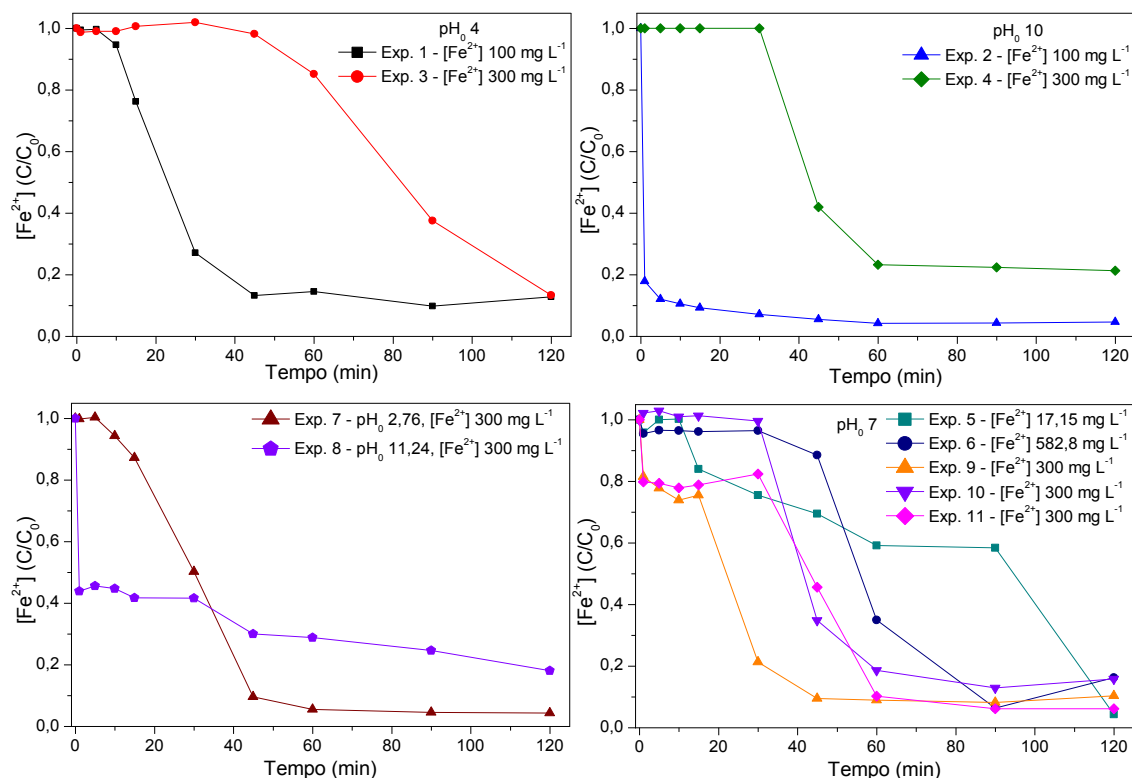 pH₀ 4
Exp. 1 - [Fe²⁺] 100 mg L⁻¹
Exp. 3 - [Fe²⁺] 300 mg L⁻¹
1,0
0,8
0,6
0,4
0,2
0,0
[Fe²⁺] (C/C₀)
0 20 40 60 80 100 120
Tempo (min)
pH₀ 10
Exp. 2 - [Fe²⁺] 100 mg L⁻¹
Exp. 4 - [Fe²⁺] 300 mg L⁻¹
1,0
0,8
0,6
0,4
0,2
0,0
[Fe²⁺] (C/C₀)
0 20 40 60 80 100 120
Tempo (min)
Exp. 7 - pH₀ 2,76, [Fe²⁺] 300 mg L⁻¹
Exp. 8 - pH₀ 11,24, [Fe²⁺] 300 mg L⁻¹
1,0
0,8
0,6
0,4
0,2
0,0
[Fe²⁺] (C/C₀)
0 20 40 60 80 100 120
Tempo (min)
pH₀ 7
Exp. 5 - [Fe²⁺] 17,15 mg L⁻¹
Exp. 6 - [Fe²⁺] 582,8 mg L⁻¹
Exp. 9 - [Fe²⁺] 300 mg L⁻¹
Exp. 10 - [Fe²⁺] 300 mg L⁻¹
Exp. 11 - [Fe²⁺] 300 mg L⁻¹
1,0
0,8
0,6
0,4
0,2
0,0
[Fe²⁺] (C/C₀)
0 20 40 60 80 100 120
Tempo (min)